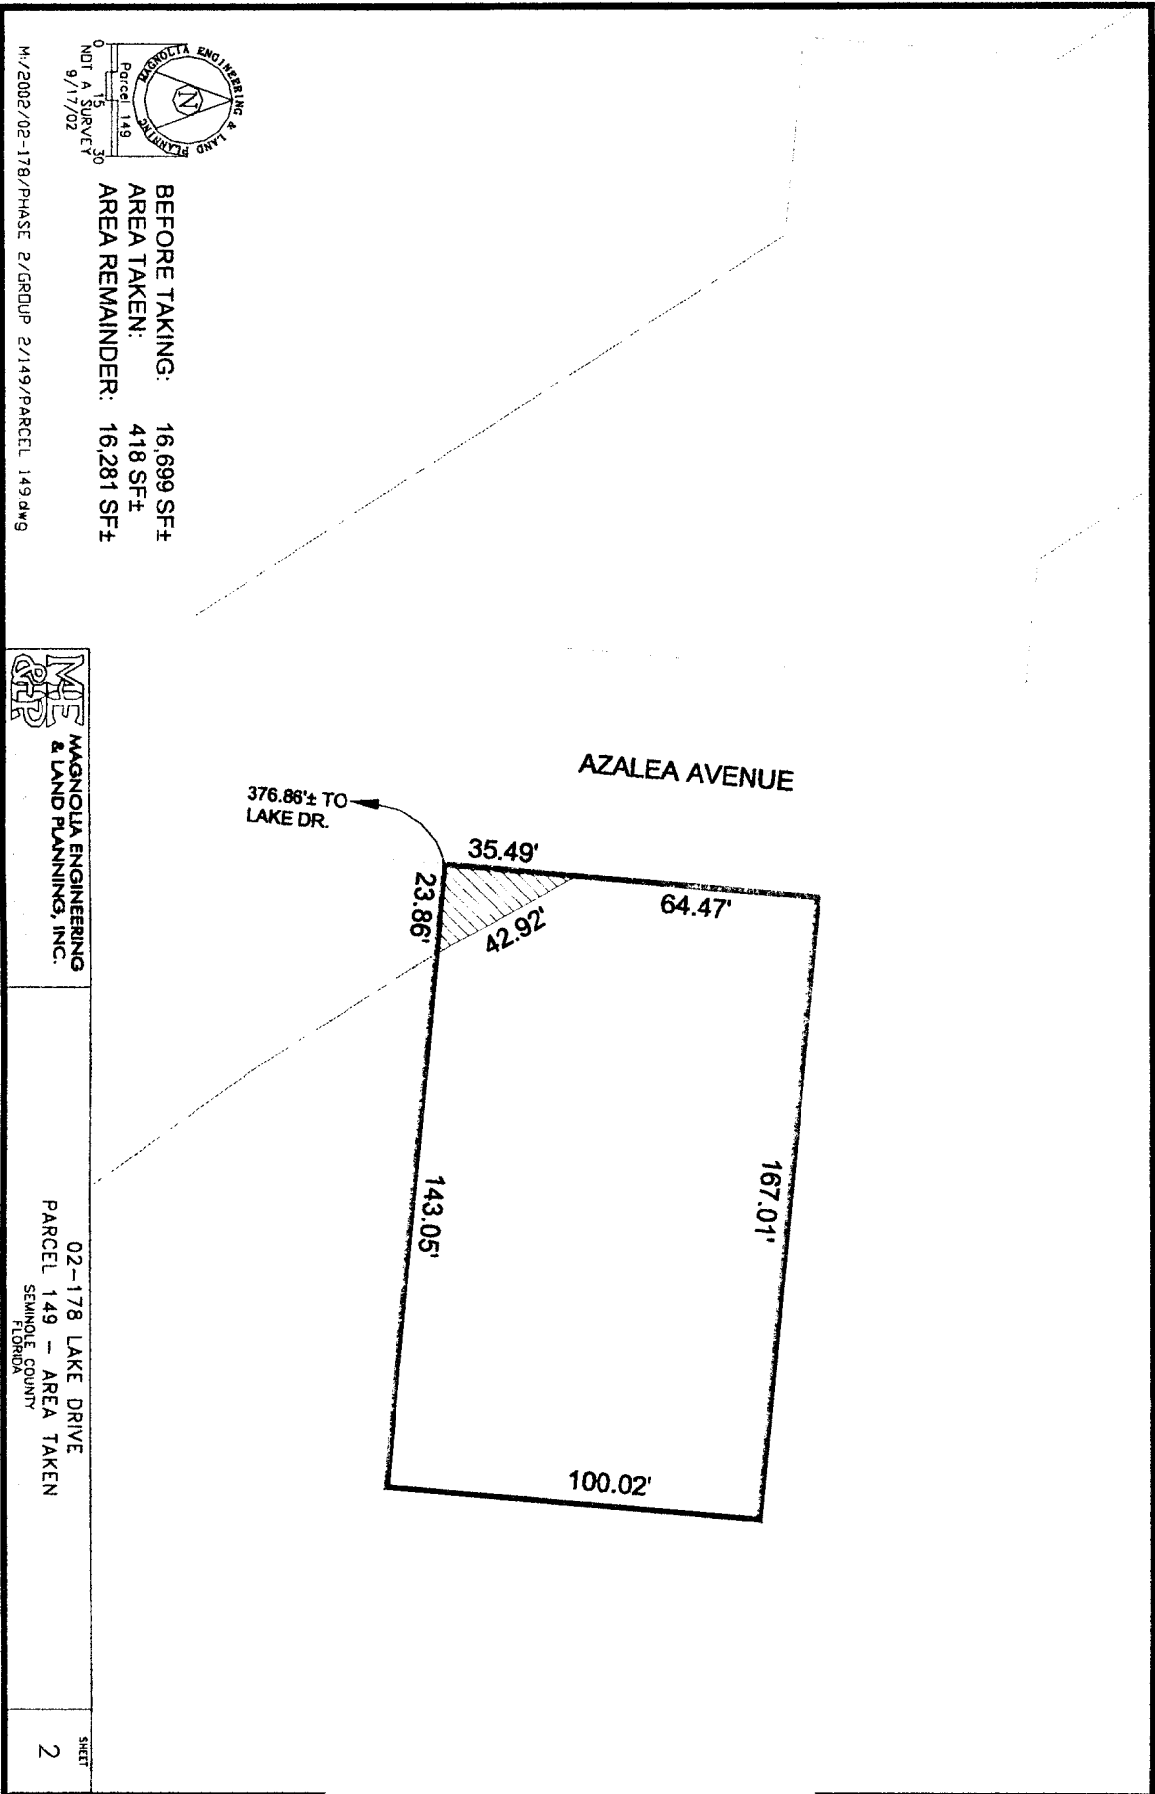 AZALEA AVENUE
376.86'± TO
LAKE DR.
35.49'
64.47'
23.86'
42.92'
167.01'
143.05'
100.02'
MAGNOLIA ENGINEERING & LAND PLANNING
N
Parcel 149
0 15 30
NOT A SURVEY
9/17/02
BEFORE TAKING: 16,699 SF±
AREA TAKEN: 418 SF±
AREA REMAINDER: 16,281 SF±
M:/2002/02-178/PHASE 2/GROUP 2/149/PARCEL 149.dwg
ME
&LP
MAGNOLIA ENGINEERING
& LAND PLANNING, INC.
02-178 LAKE DRIVE
PARCEL 149 - AREA TAKEN
SEMINOLE COUNTY
FLORIDA
SHEET
2